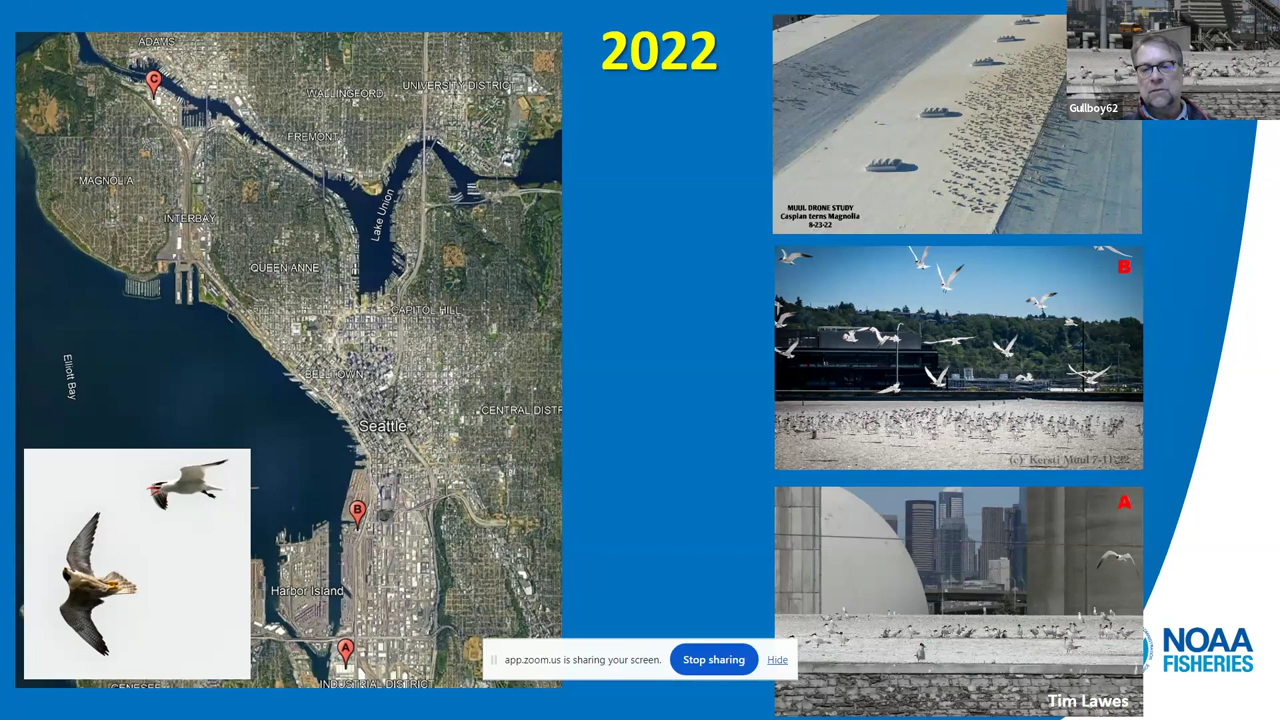 2022
ADAMS
C
WALLINGFORD
UNIVERSITY DISTRICT
FREMONT
MAGNOLIA
INTERBAY
Lake Union
QUEEN ANNE
CAPITOL HILL
BELLTOWN
Elliott Bay
CENTRAL DISTR
Seattle
B
Harbor Island
A
INDUSTRIAL DISTRICT
GENESEE
MUUL DRONE STUDY
Caspian terns Magnolia
8-23-22
Gullboy62
B
(c) Kersti Muul 7-11-22
A
Tim Lawes
app.zoom.us is sharing your screen.
Stop sharing
Hide
NOAA
FISHERIES